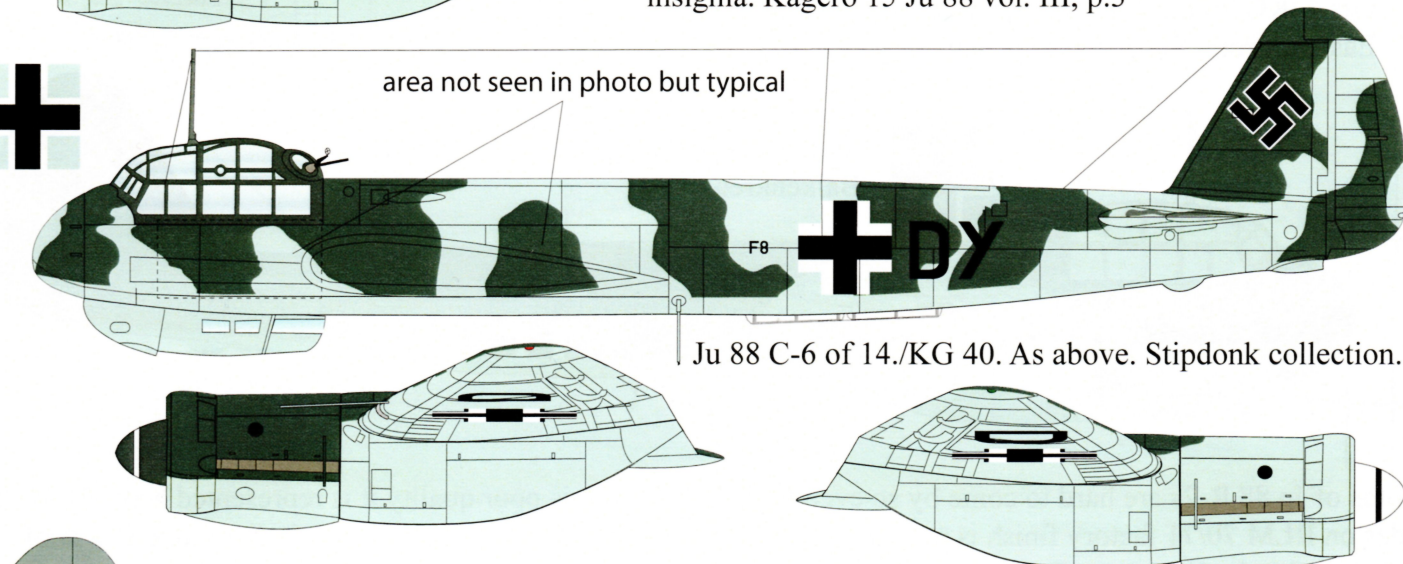 insignia. Kagero 15 Ju 88 vol. III, p.3
area not seen in photo but typical
F8
DY
Ju 88 C-6 of 14./KG 40. As above. Stipdonk collection.